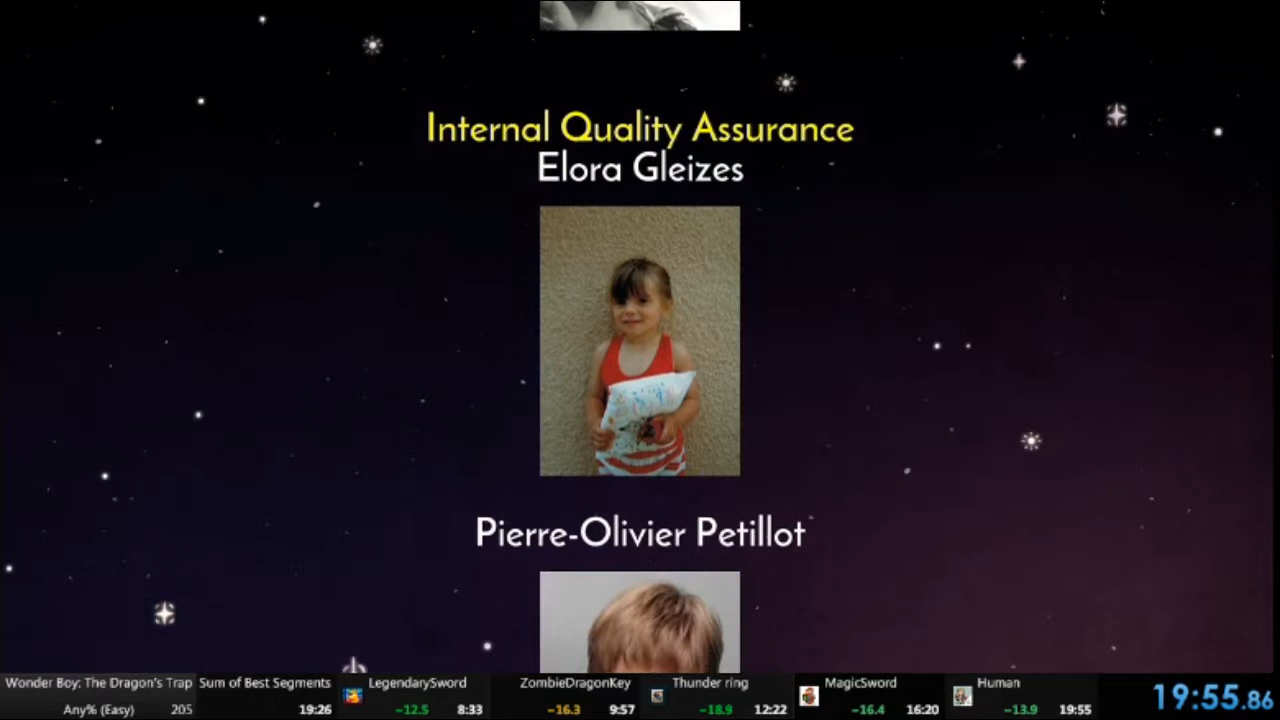 Internal Quality Assurance
Elora Gleizes
Pierre-Olivier Petillot
Wonder Boy: The Dragon's Trap Sum of Best Segments LegendarySword ZombieDragonKey Thunder ring MagicSword Human
Any% (Easy) 205 19:26 -12.5 8:33 -16.3 9:57 -18.9 12:22 -16.4 16:20 -13.9 19:55 19:55.86